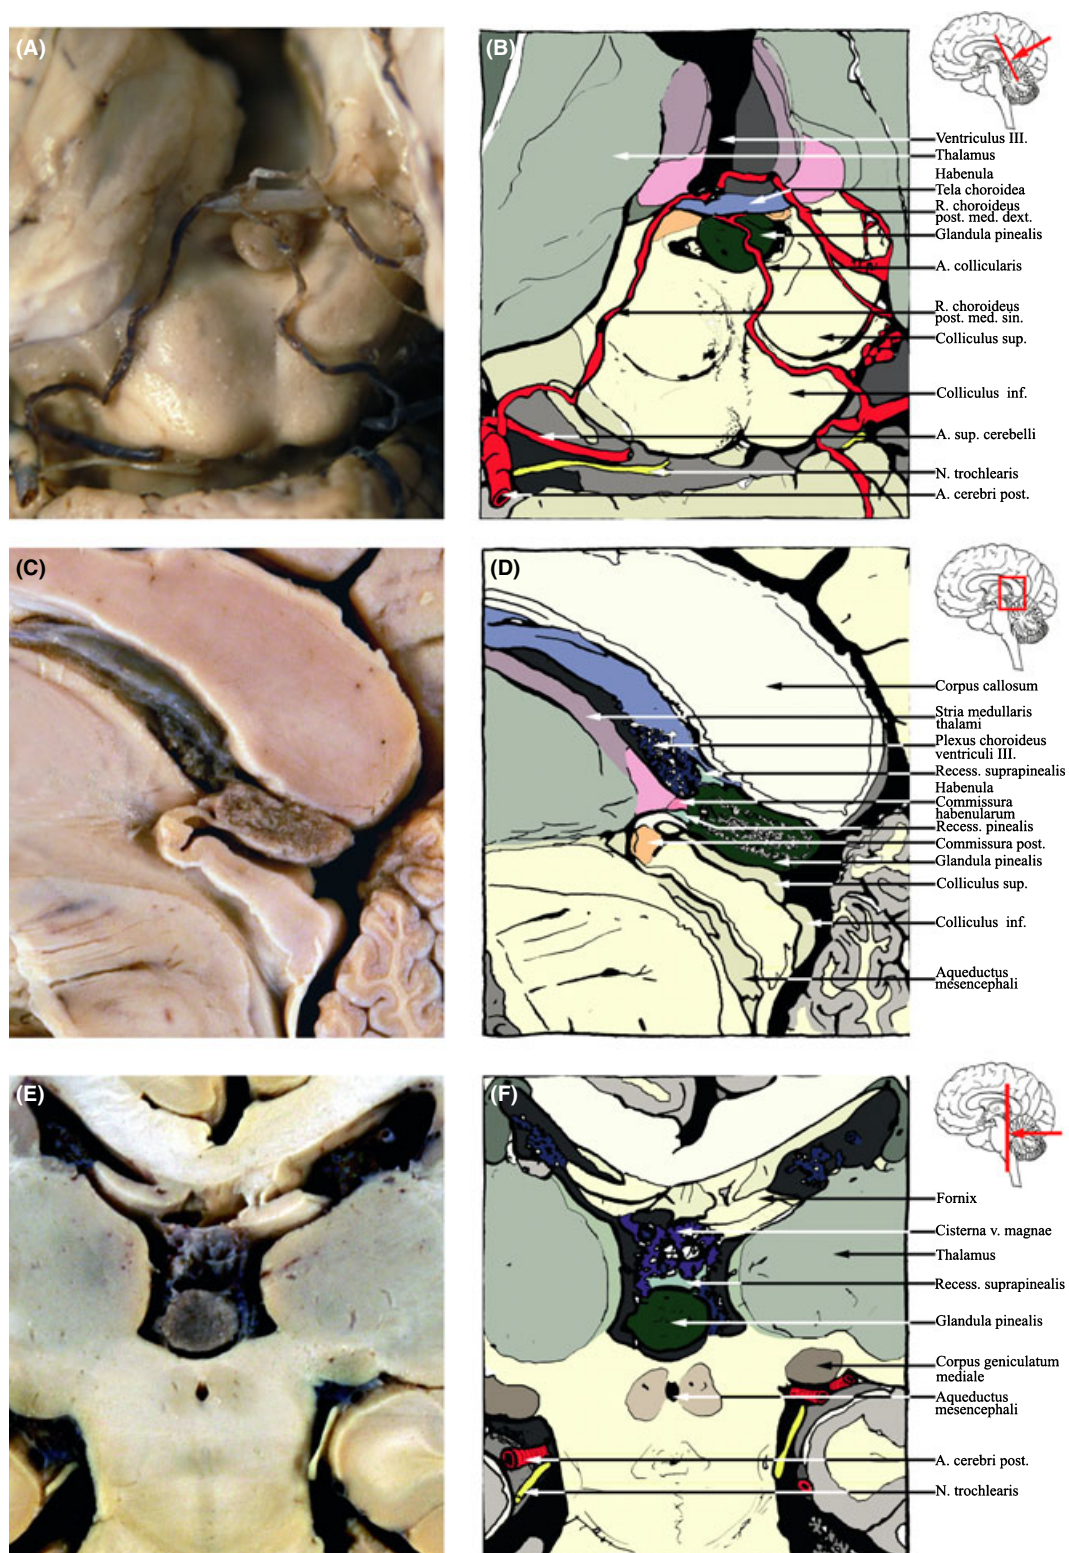 (A)
(B)
Ventriculus III.
Thalamus
Habenula
Tela choroidea
R. choroideus
post. med. dext.
Glandula pinealis
A. collicularis
R. choroideus
post. med. sin.
Colliculus sup.
Colliculus inf.
A. sup. cerebelli
N. trochlearis
A. cerebri post.
(C)
(D)
Corpus callosum
Stria medullaris
thalami
Plexus choroideus
ventriculi III.
Recess. suprapinealis
Habenula
Commissura
habenularum
Recess. pinealis
Commissura post.
Glandula pinealis
Colliculus sup.
Colliculus inf.
Aqueductus
mesencephali
(E)
(F)
Fornix
Cisterna v. magnae
Thalamus
Recess. suprapinealis
Glandula pinealis
Corpus geniculatum
mediale
Aqueductus
mesencephali
A. cerebri post.
N. trochlearis